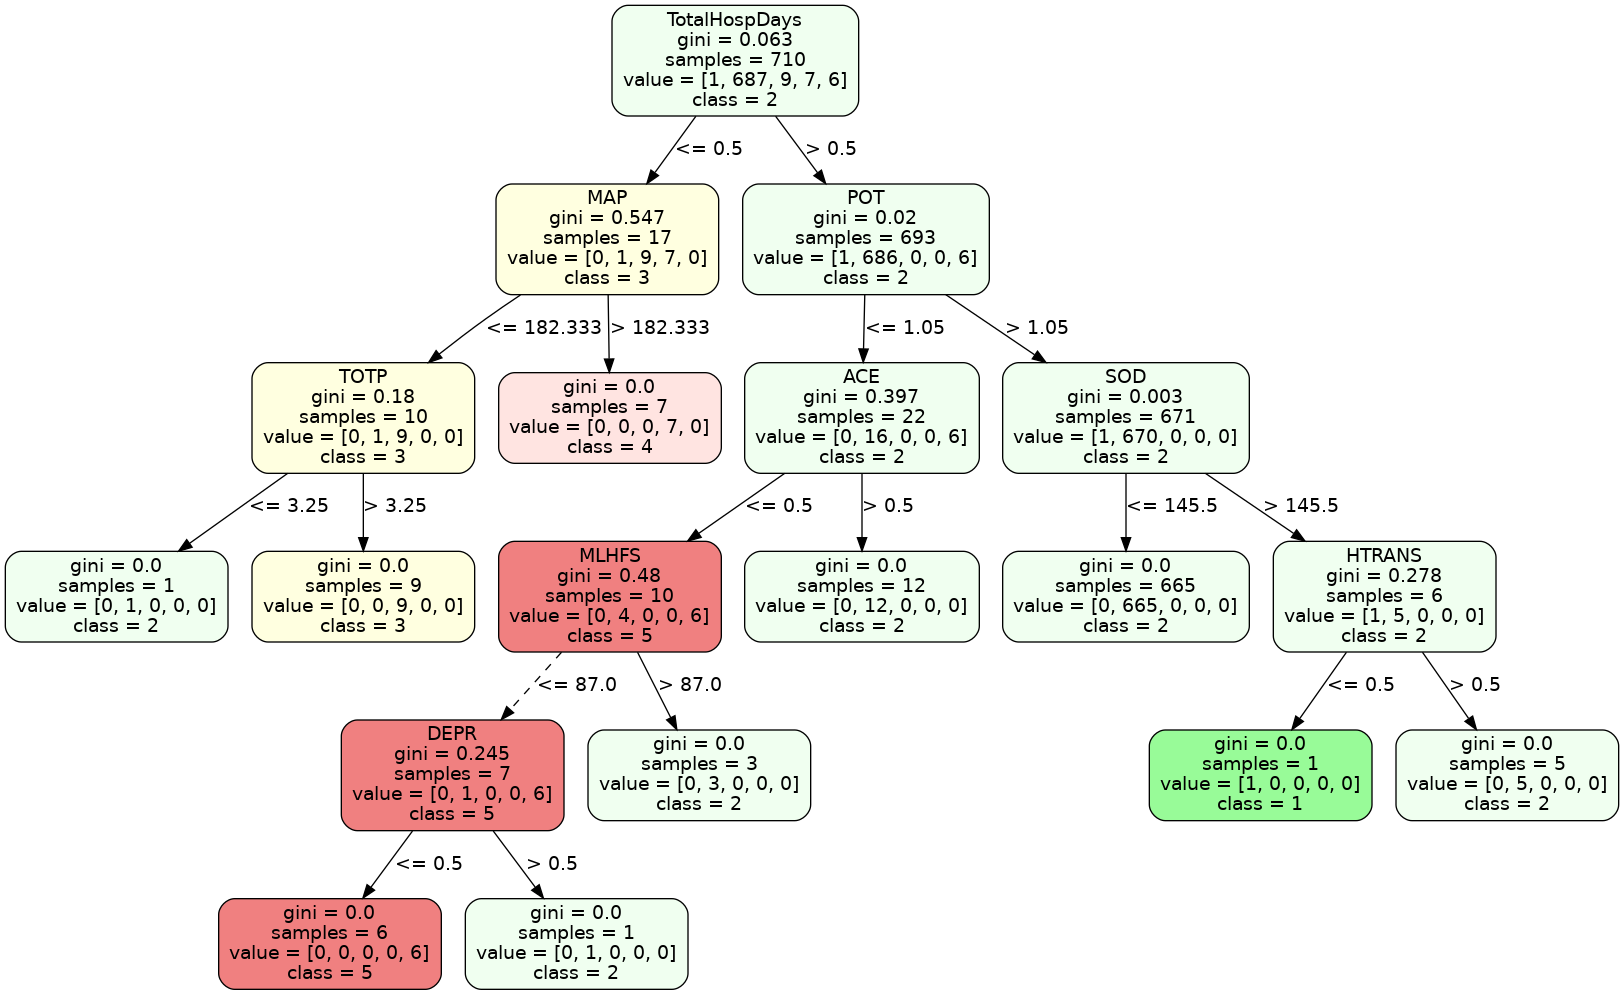 TotalHospDays
gini = 0.063
samples = 710
value = [1, 687, 9, 7, 6]
class = 2
<= 0.5
> 0.5
MAP
gini = 0.547
samples = 17
value = [0, 1, 9, 7, 0]
class = 3
POT
gini = 0.02
samples = 693
value = [1, 686, 0, 0, 6]
class = 2
<= 182.333
> 182.333
<= 1.05
> 1.05
TOTP
gini = 0.18
samples = 10
value = [0, 1, 9, 0, 0]
class = 3
gini = 0.0
samples = 7
value = [0, 0, 0, 7, 0]
class = 4
ACE
gini = 0.397
samples = 22
value = [0, 16, 0, 0, 6]
class = 2
SOD
gini = 0.003
samples = 671
value = [1, 670, 0, 0, 0]
class = 2
<= 3.25
> 3.25
<= 0.5
> 0.5
<= 145.5
> 145.5
gini = 0.0
samples = 1
value = [0, 1, 0, 0, 0]
class = 2
gini = 0.0
samples = 9
value = [0, 0, 9, 0, 0]
class = 3
MLHFS
gini = 0.48
samples = 10
value = [0, 4, 0, 0, 6]
class = 5
gini = 0.0
samples = 12
value = [0, 12, 0, 0, 0]
class = 2
gini = 0.0
samples = 665
value = [0, 665, 0, 0, 0]
class = 2
HTRANS
gini = 0.278
samples = 6
value = [1, 5, 0, 0, 0]
class = 2
<= 87.0
> 87.0
<= 0.5
> 0.5
DEPR
gini = 0.245
samples = 7
value = [0, 1, 0, 0, 6]
class = 5
gini = 0.0
samples = 3
value = [0, 3, 0, 0, 0]
class = 2
gini = 0.0
samples = 1
value = [1, 0, 0, 0, 0]
class = 1
gini = 0.0
samples = 5
value = [0, 5, 0, 0, 0]
class = 2
<= 0.5
> 0.5
gini = 0.0
samples = 6
value = [0, 0, 0, 0, 6]
class = 5
gini = 0.0
samples = 1
value = [0, 1, 0, 0, 0]
class = 2